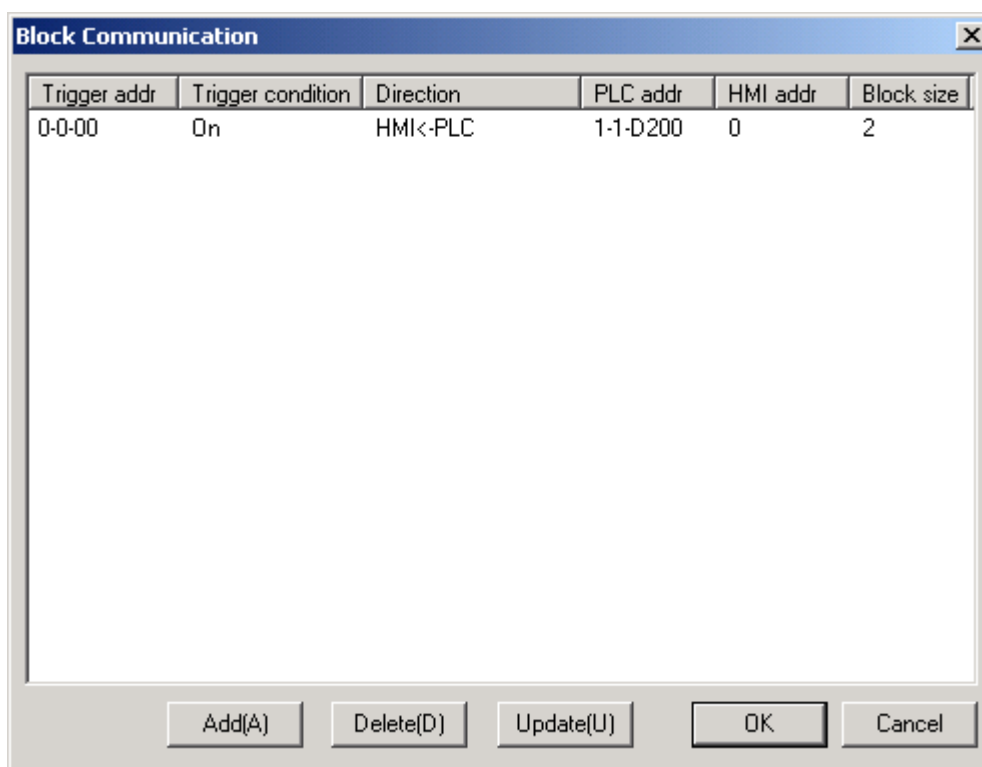 Block Communication
Trigger addr Trigger condition Direction PLC addr HMI addr Block size
0-0-00 On HMI<-PLC 1-1-D200 0 2
Add(A) Delete(D) Update(U) OK Cancel